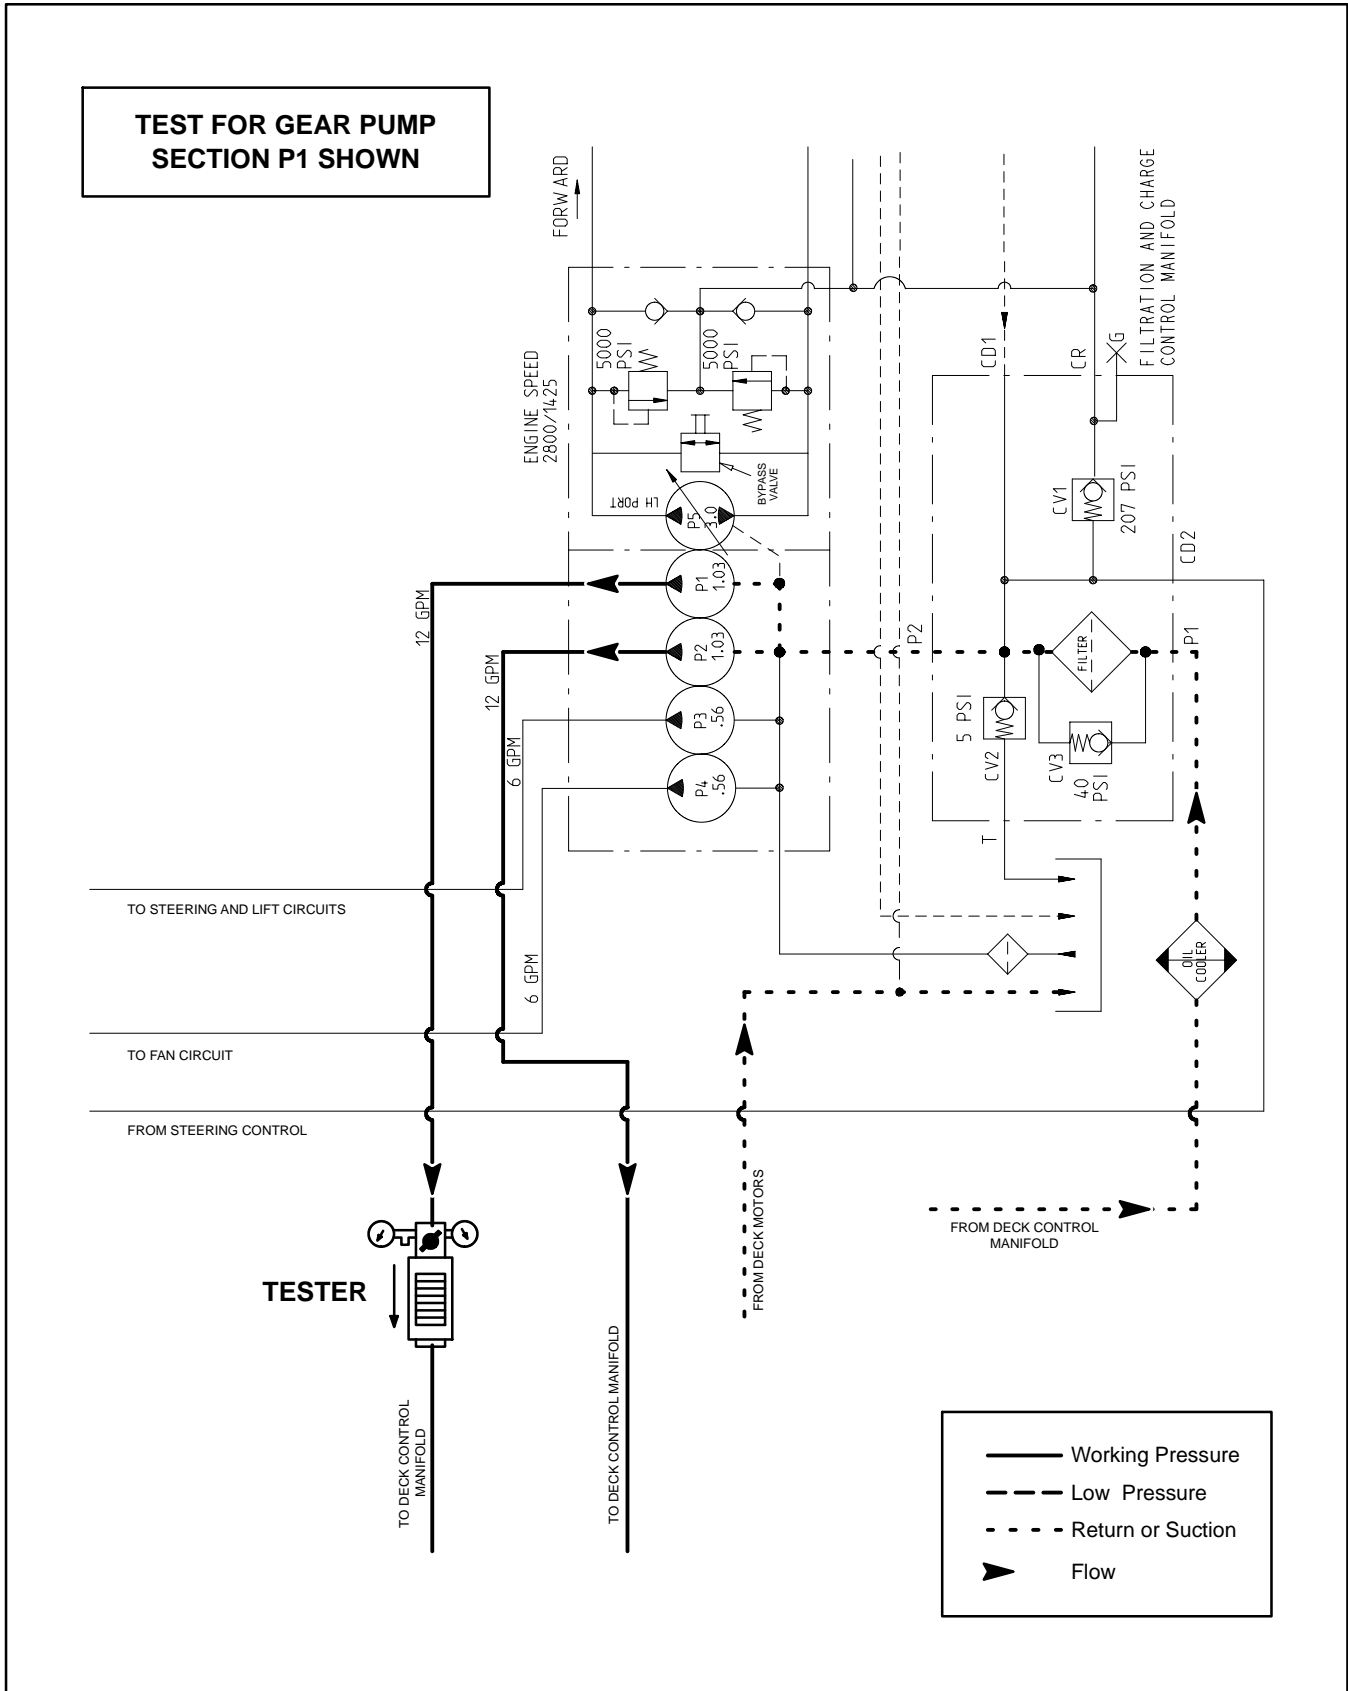 TEST FOR GEAR PUMP
SECTION P1 SHOWN
FORWARD
FILTRATION AND CHARGE
CONTROL MANIFOLD
ENGINE SPEED
2800/1425
5000
PSI
5000
PSI
CD1
CR
G
BYPASS
VALVE
LH PORT
P5
3.0
CV1
207 PSI
CD2
P1
1.03
12 GPM
P2
1.03
12 GPM
P2
FILTER
P1
P3
.56
6 GPM
5 PSI
CV2
CV3
40
PSI
P4
.56
6 GPM
T
TO STEERING AND LIFT CIRCUITS
OIL
COOLER
TO FAN CIRCUIT
FROM STEERING CONTROL
FROM DECK MOTORS
FROM DECK CONTROL
MANIFOLD
TESTER
TO DECK CONTROL
MANIFOLD
TO DECK CONTROL MANIFOLD
Working Pressure
Low Pressure
Return or Suction
Flow